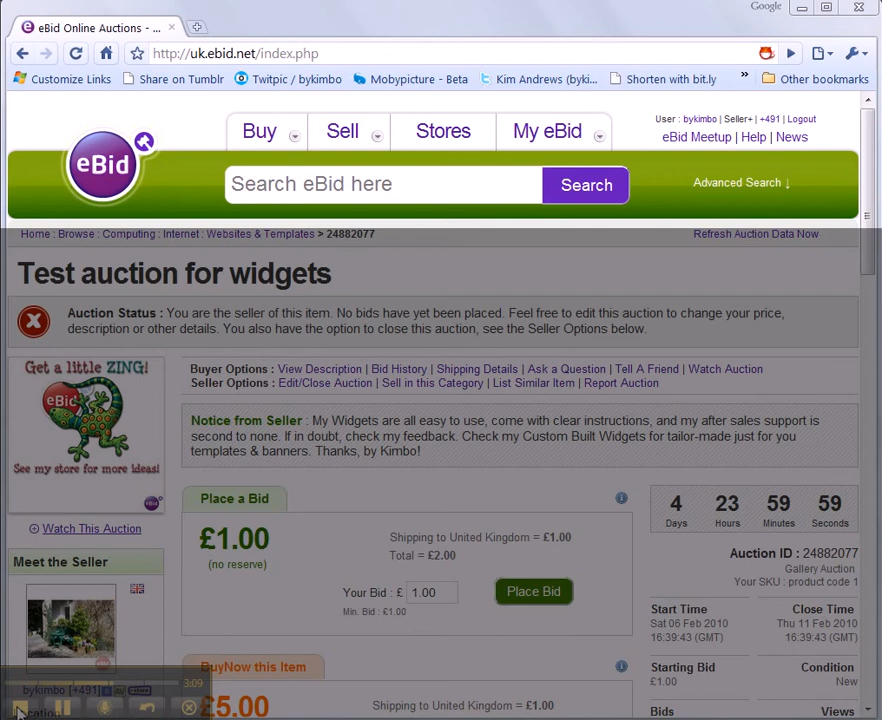 Google
eBid Online Auctions - ...
http://uk.ebid.net/index.php
Customize Links
Share on Tumblr
Twitpic / bykimbo
Mobypicture - Beta
Kim Andrews (byki...
Shorten with bit.ly
»
Other bookmarks
eBid
Buy
Sell
Stores
My eBid
User : bykimbo | Seller+ | +491 | Logout
eBid Meetup | Help | News
Search eBid here
Search
Advanced Search ↓
Home : Browse : Computing : Internet : Websites & Templates > 24882077
Refresh Auction Data Now
Test auction for widgets
Auction Status : You are the seller of this item. No bids have yet been placed. Feel free to edit this auction to change your price,
description or other details. You also have the option to close this auction, see the Seller Options below.
Get a little ZING!
eBid
See my store for more ideas!
eBid
Watch This Auction
Meet the Seller
bykimbo [+491]
Buyer Options : View Description | Bid History | Shipping Details | Ask a Question | Tell A Friend | Watch Auction
Seller Options : Edit/Close Auction | Sell in this Category | List Similar Item | Report Auction
Notice from Seller : My Widgets are all easy to use, come with clear instructions, and my after sales support is
second to none. If in doubt, check my feedback. Check my Custom Built Widgets for tailor-made just for you
templates & banners. Thanks, by Kimbo!
Place a Bid
£1.00
(no reserve)
Shipping to United Kingdom = £1.00
Total = £2.00
Your Bid : £ 1.00
Min. Bid : £1.00
Place Bid
BuyNow this Item
£5.00
Shipping to United Kingdom = £1.00
4 23 59 59
Days Hours Minutes Seconds
Auction ID : 24882077
Gallery Auction
Your SKU : product code 1
Start Time Close Time
Sat 06 Feb 2010 Thu 11 Feb 2010
16:39:43 (GMT) 16:39:43 (GMT)
Starting Bid Condition
£1.00 New
Bids Views
3:09